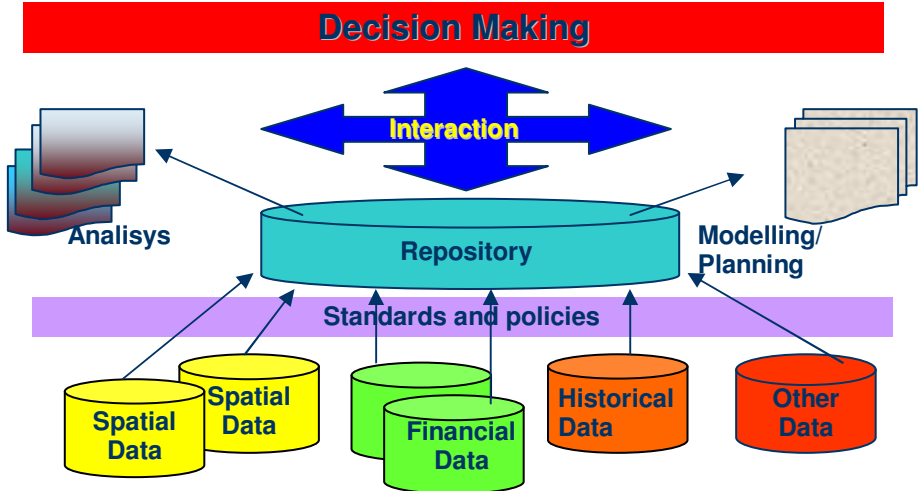 Decision Making
Interaction
Analisys
Repository
Modelling/
Planning
Standards and policies
Spatial
Data
Spatial
Data
Financial
Data
Historical
Data
Other
Data